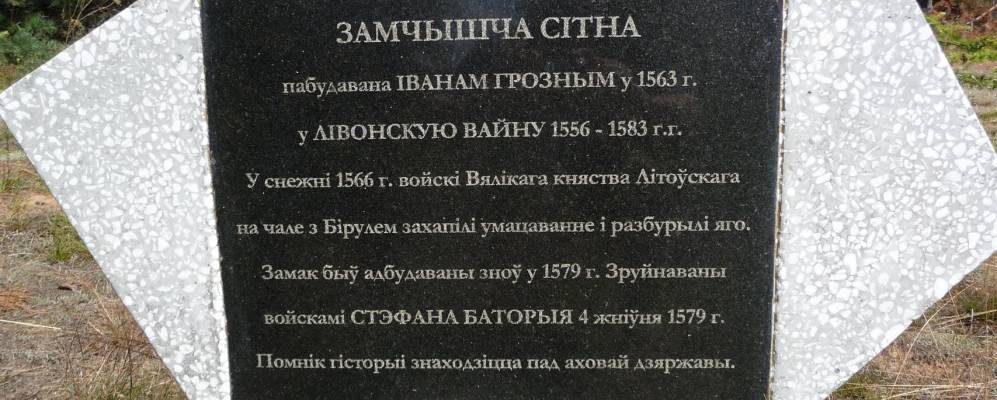 ЗАМЧЫШЧА СІТНА
пабудавана ІВАНАМ ГРОЗНЫМ у 1563 г.
у ЛІВОНСКУЮ ВАЙНУ 1556 - 1583 г.г.
Ў снежні 1566 г. войскі Вялікага княства Літоўскага
на чале з Бірулем захапілі умацаванне і разбурылі яго.
Замак быў адбудаваны зноў у 1579 г. Зруйнаваны
войскамі СТЭФАНА БАТОРЫЯ 4 жніўня 1579 г.
Помнік гісторыі знаходзіцца пад аховай дзяржавы.